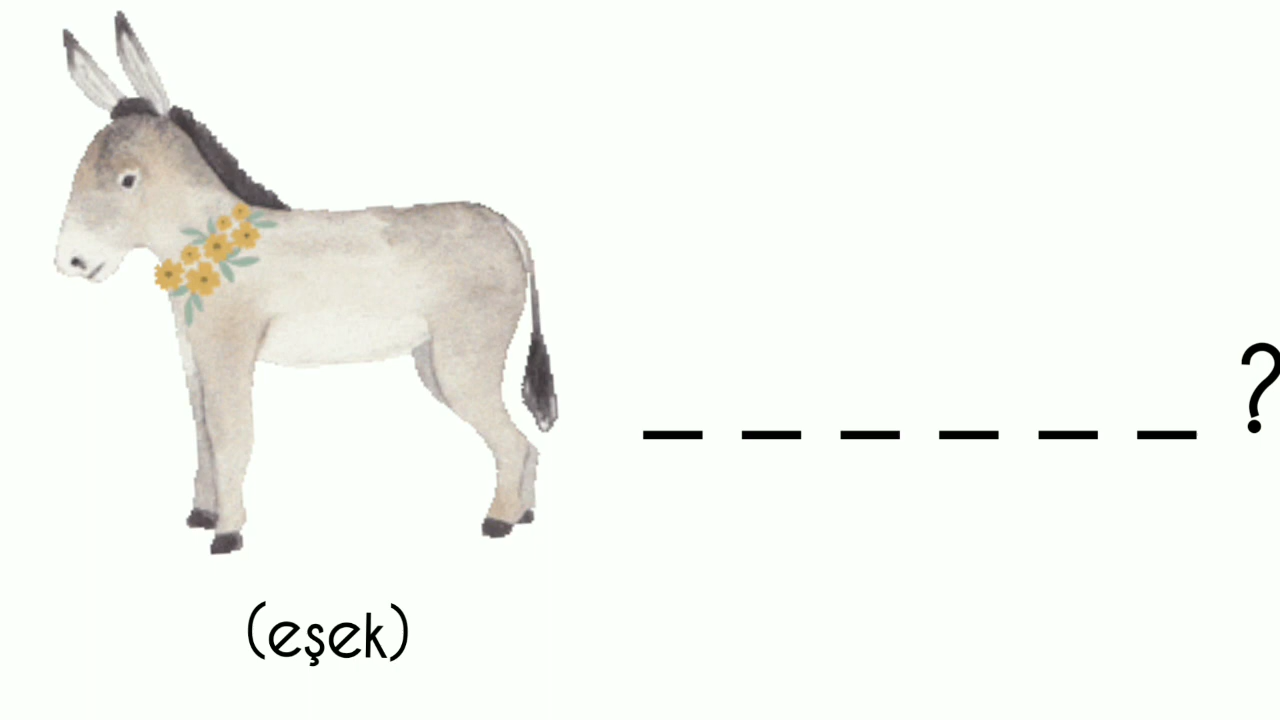 _ _ _ _ _ _ ?
(eşek)